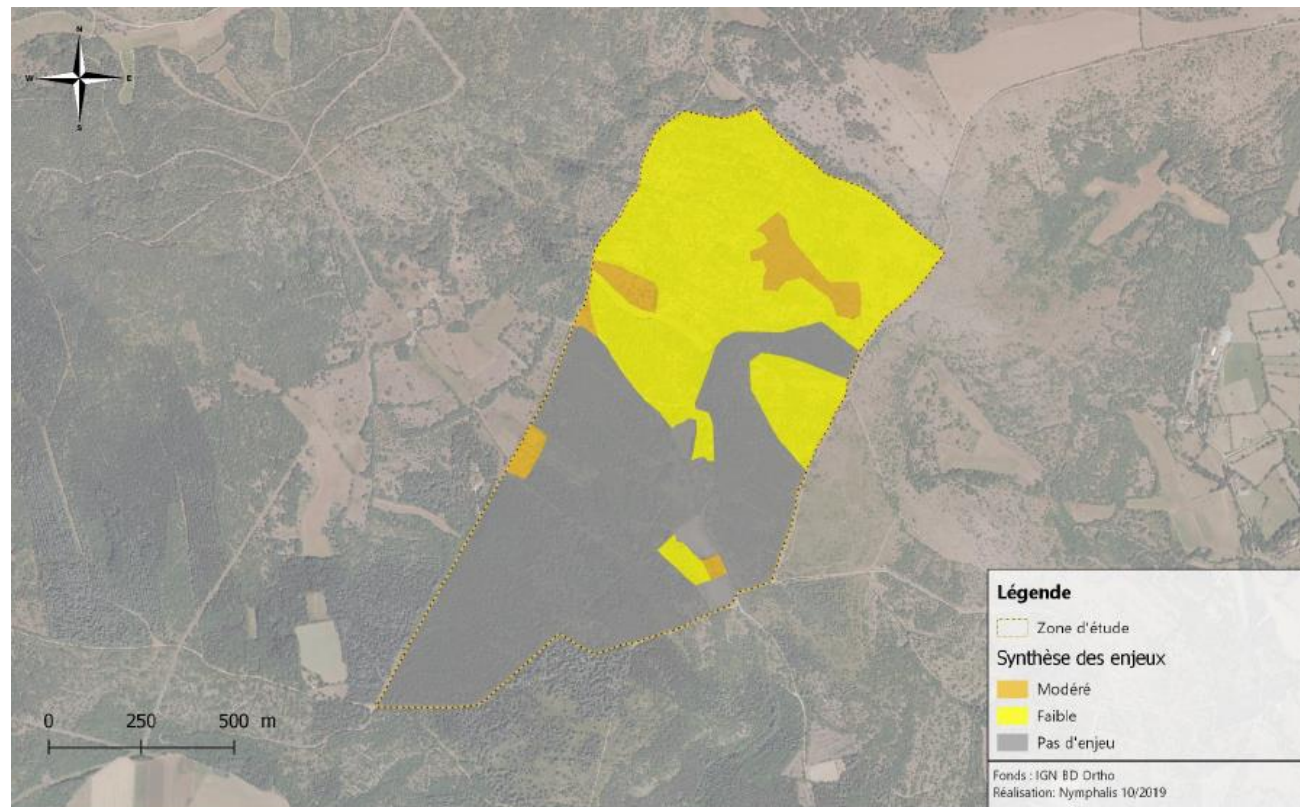 N
W E
S
Légende
Zone d'étude
Synthèse des enjeux
Modéré
Faible
Pas d'enjeu
0 250 500 m
Fonds : IGN BD Ortho
Réalisation: Nymphalis 10/2019